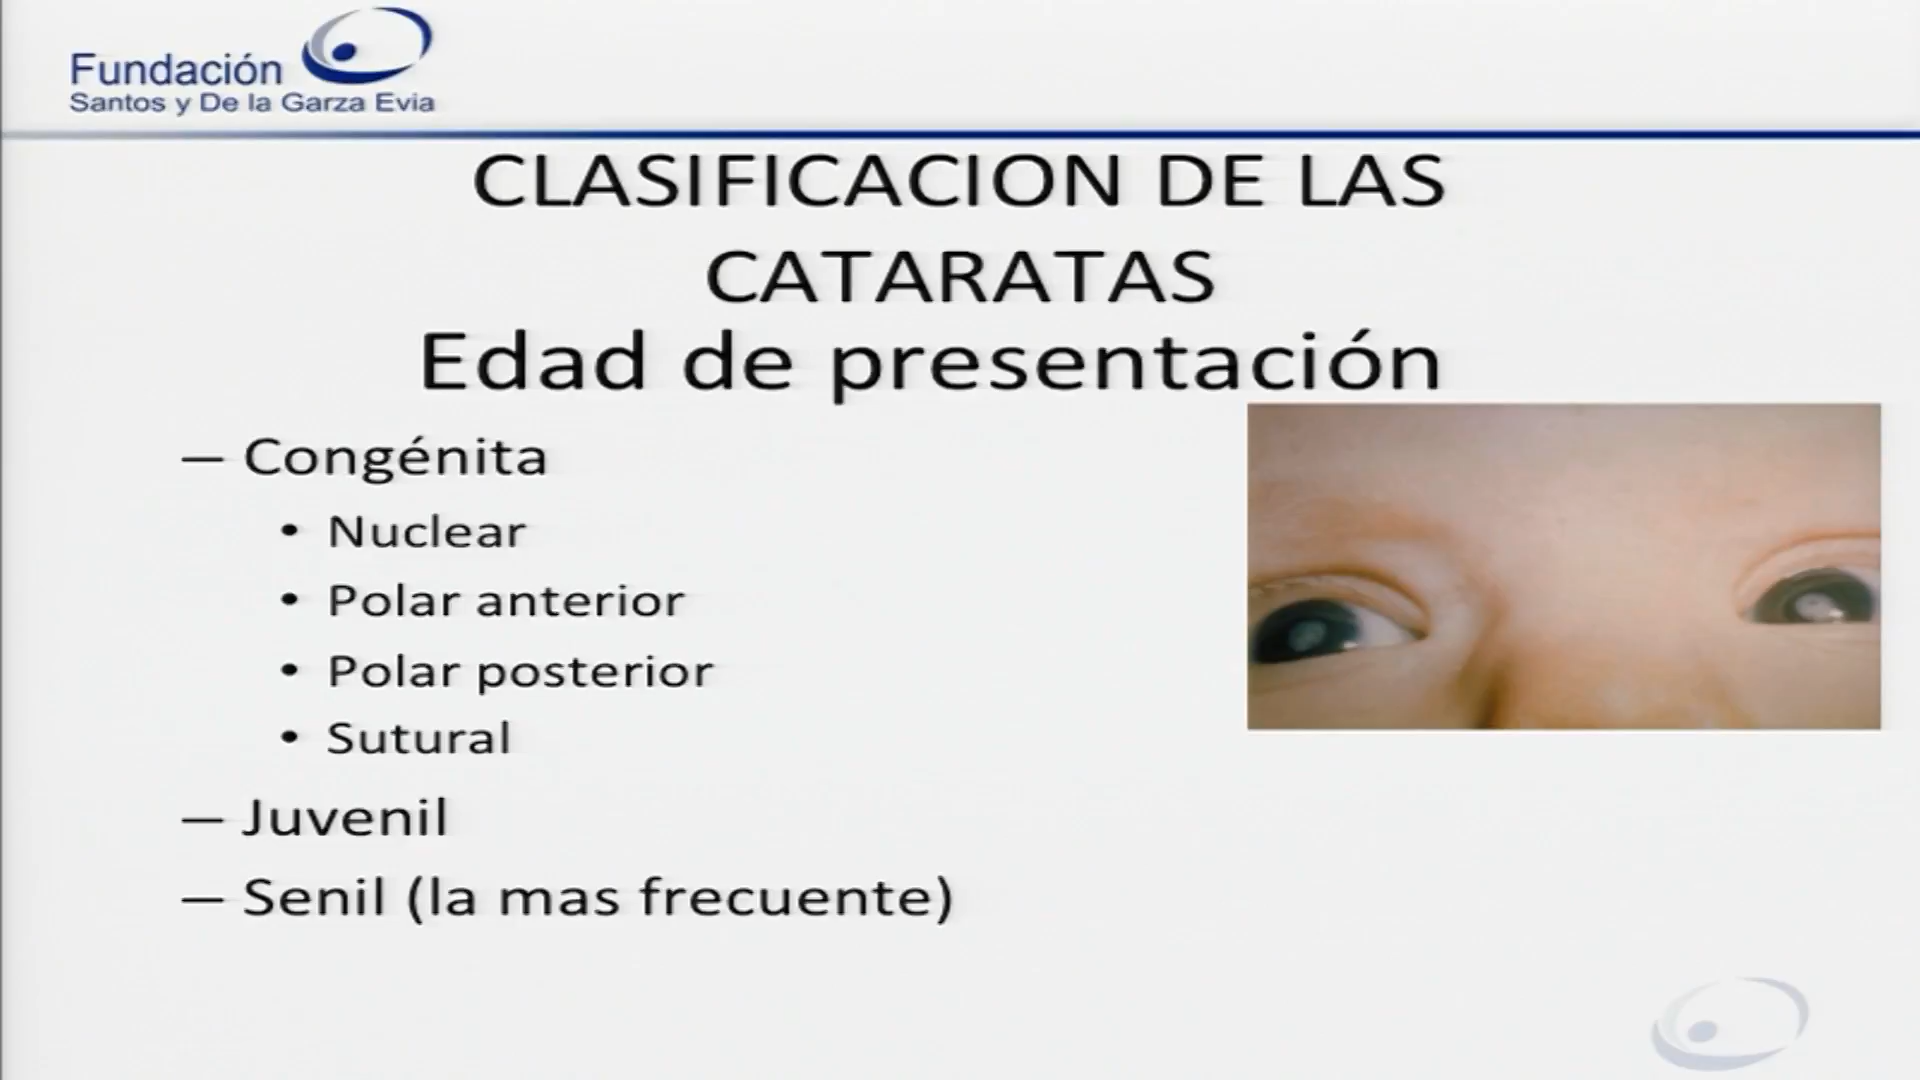 Fundación
Santos y De la Garza Evia
CLASIFICACION DE LAS
CATARATAS
Edad de presentación
– Congénita
• Nuclear
• Polar anterior
• Polar posterior
• Sutural
– Juvenil
– Senil (la mas frecuente)